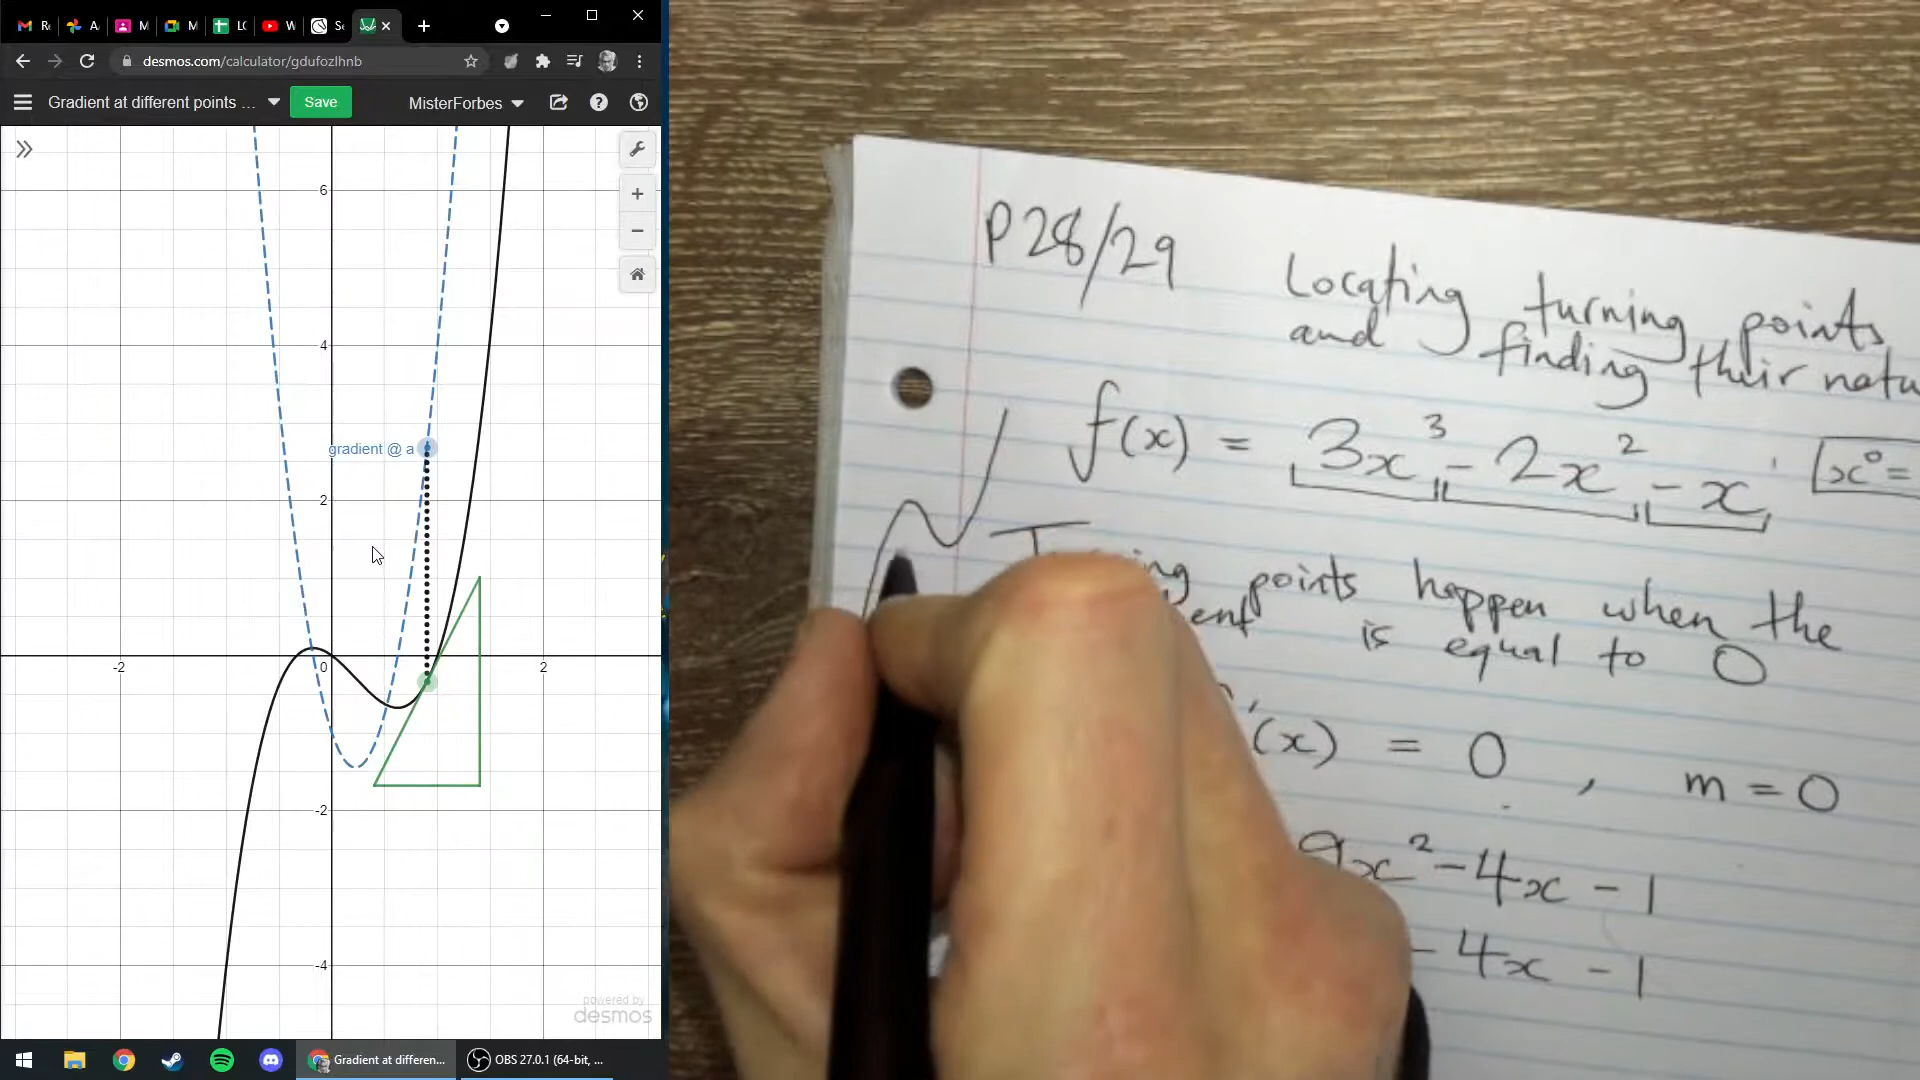 desmos.com/calculator/gdufozlhnb
Gradient at different points ...
Save
MisterForbes
6
4
gradient @ a
2
-2
0
2
-2
-4
powered by
desmos
Gradient at differen...
OBS 27.0.1 (64-bit, ...
P28/29
Locating turning points
and finding their natu
f(x) = 3x³ - 2x² - x
x⁰ =
points happen when the
is equal to 0
'(x) = 0 , m = 0
9x² - 4x - 1
- 4x - 1